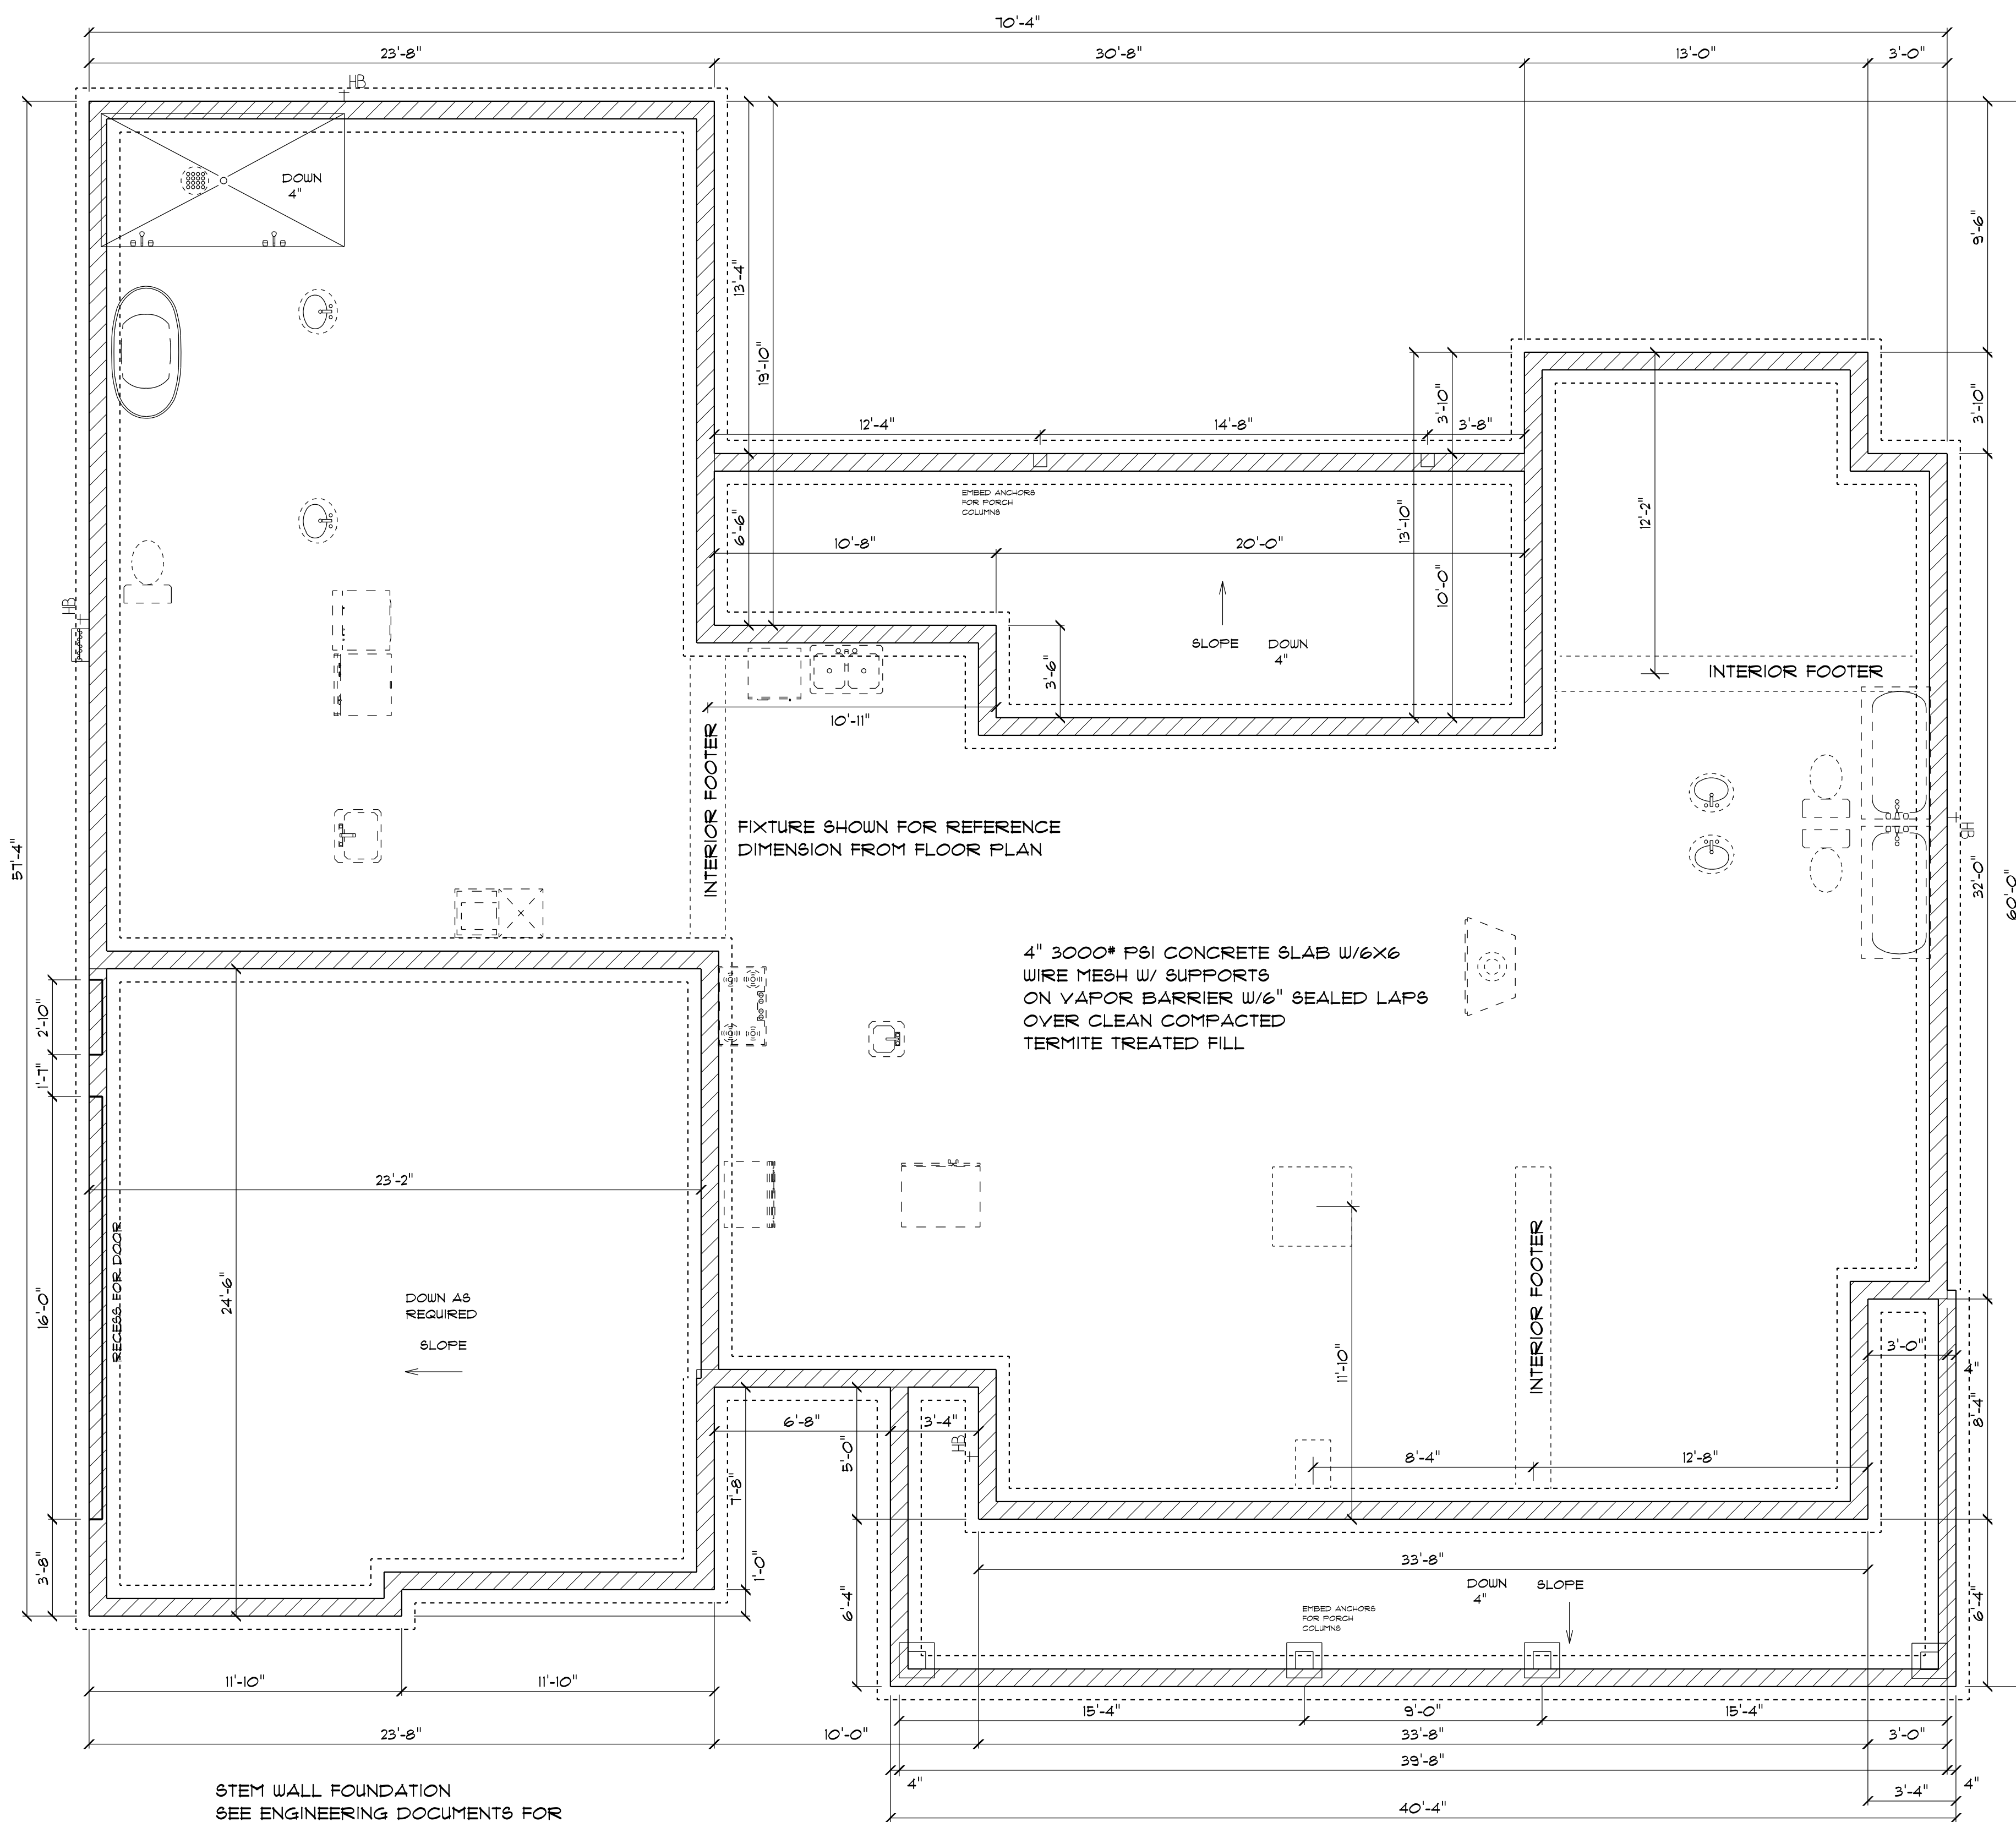 70'-4"
23'-8"
30'-8"
13'-0"
3'-0"
HB
DOWN
4"
9'-6"
13'-4"
19'-10"
3'-10"
3'-10"
12'-4"
14'-8"
3'-8"
EMBED ANCHORS
FOR PORCH
COLUMNS
6'-6"
13'-10"
12'-2"
10'-8"
20'-0"
10'-0"
HB
SLOPE
DOWN
4"
3'-6"
INTERIOR FOOTER
10'-11"
INTERIOR FOOTER
FIXTURE SHOWN FOR REFERENCE
DIMENSION FROM FLOOR PLAN
HB
57'-4"
32'-0"
60'-0"
4" 3000# PSI CONCRETE SLAB W/6X6
WIRE MESH W/ SUPPORTS
ON VAPOR BARRIER W/6" SEALED LAPS
OVER CLEAN COMPACTED
TERMITE TREATED FILL
2'-10"
1'-7"
23'-2"
RECESS FOR DOOR
24'-6"
16'-0"
DOWN AS
REQUIRED
SLOPE
INTERIOR FOOTER
11'-10"
3'-0"
4"
8'-4"
6'-8"
3'-4"
HB
5'-0"
7'-8"
8'-4"
12'-8"
3'-8"
1'-0"
33'-8"
DOWN
4"
SLOPE
6'-4"
6'-4"
EMBED ANCHORS
FOR PORCH
COLUMNS
11'-10"
11'-10"
15'-4"
9'-0"
15'-4"
23'-8"
10'-0"
33'-8"
3'-0"
39'-8"
4"
4"
3'-4"
40'-4"
STEM WALL FOUNDATION
SEE ENGINEERING DOCUMENTS FOR